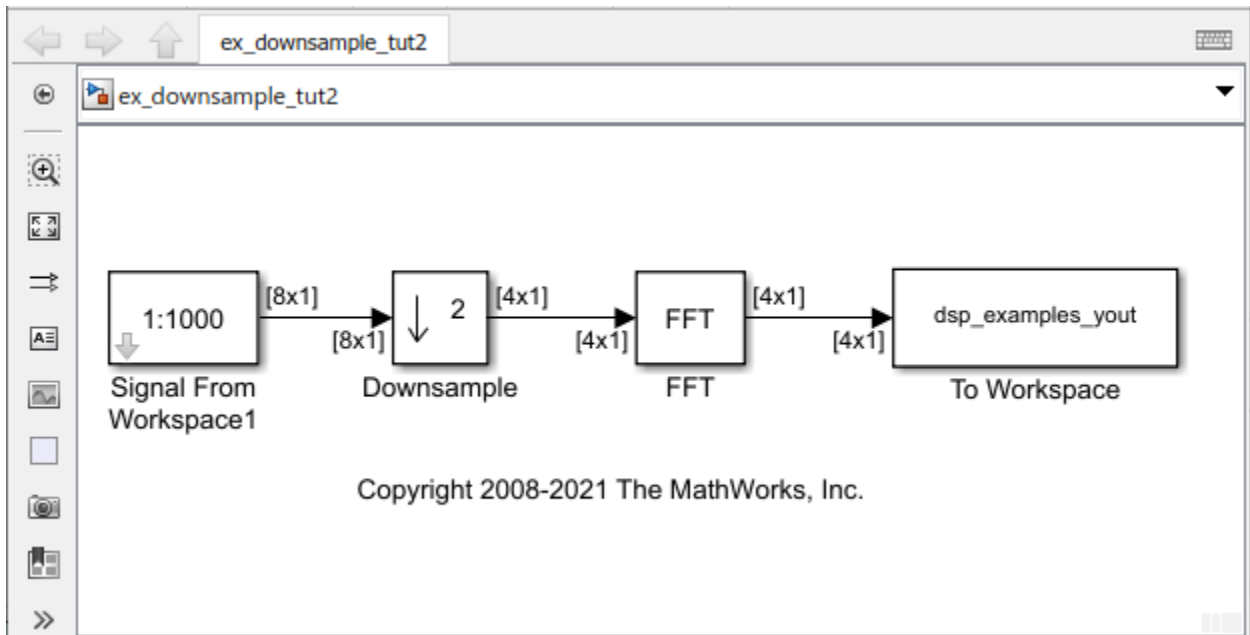 ex_downsample_tut2
ex_downsample_tut2
1:1000
[8x1]
[8x1]
2
[4x1]
[4x1]
FFT
[4x1]
[4x1]
dsp_examples_yout
Signal From
Workspace1
Downsample
FFT
To Workspace
Copyright 2008-2021 The MathWorks, Inc.
A